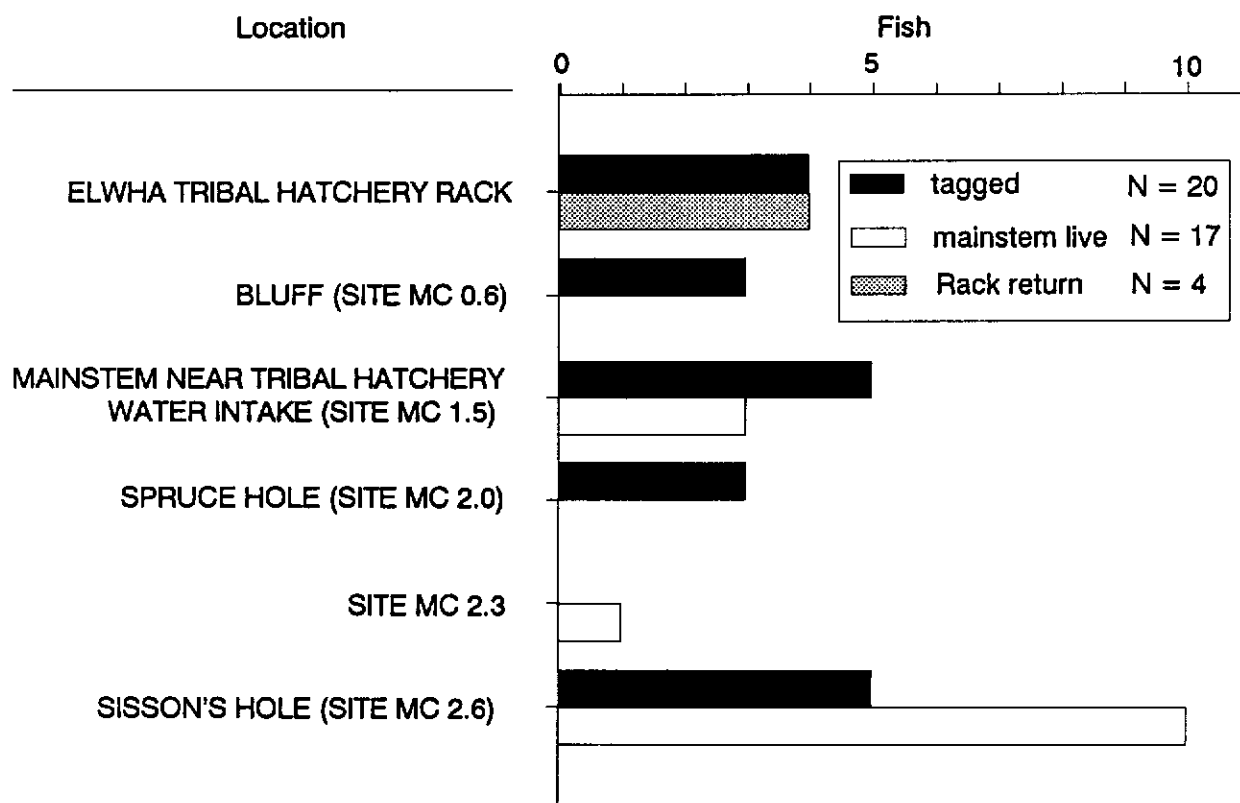 Location
Fish
0 5 10
ELWHA TRIBAL HATCHERY RACK
tagged N = 20
mainstem live N = 17
Rack return N = 4
BLUFF (SITE MC 0.6)
MAINSTEM NEAR TRIBAL HATCHERY
WATER INTAKE (SITE MC 1.5)
SPRUCE HOLE (SITE MC 2.0)
SITE MC 2.3
SISSON'S HOLE (SITE MC 2.6)